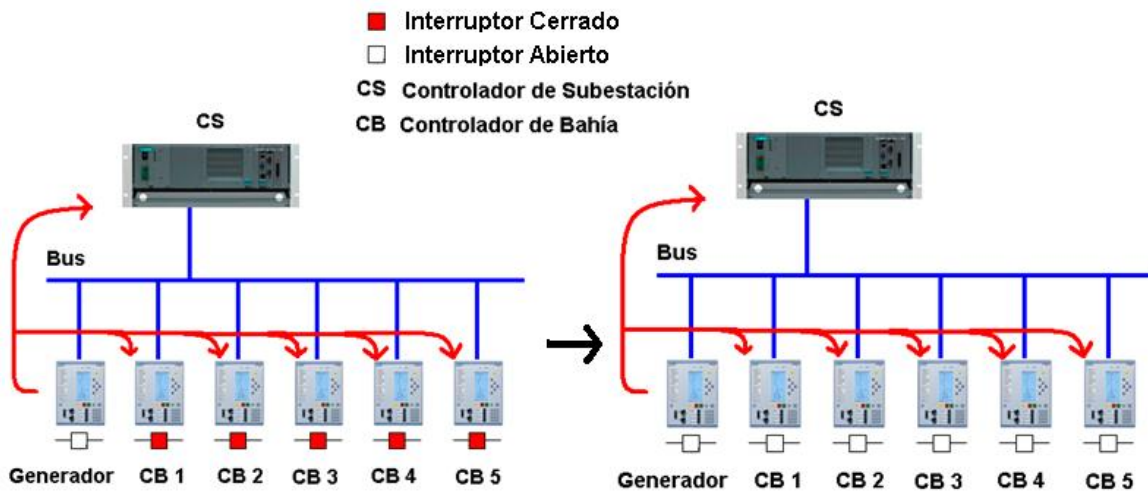 Interruptor Cerrado
Interruptor Abierto
CS Controlador de Subestación
CB Controlador de Bahía
CS
Bus
Generador CB 1 CB 2 CB 3 CB 4 CB 5
CS
Bus
Generador CB 1 CB 2 CB 3 CB 4 CB 5